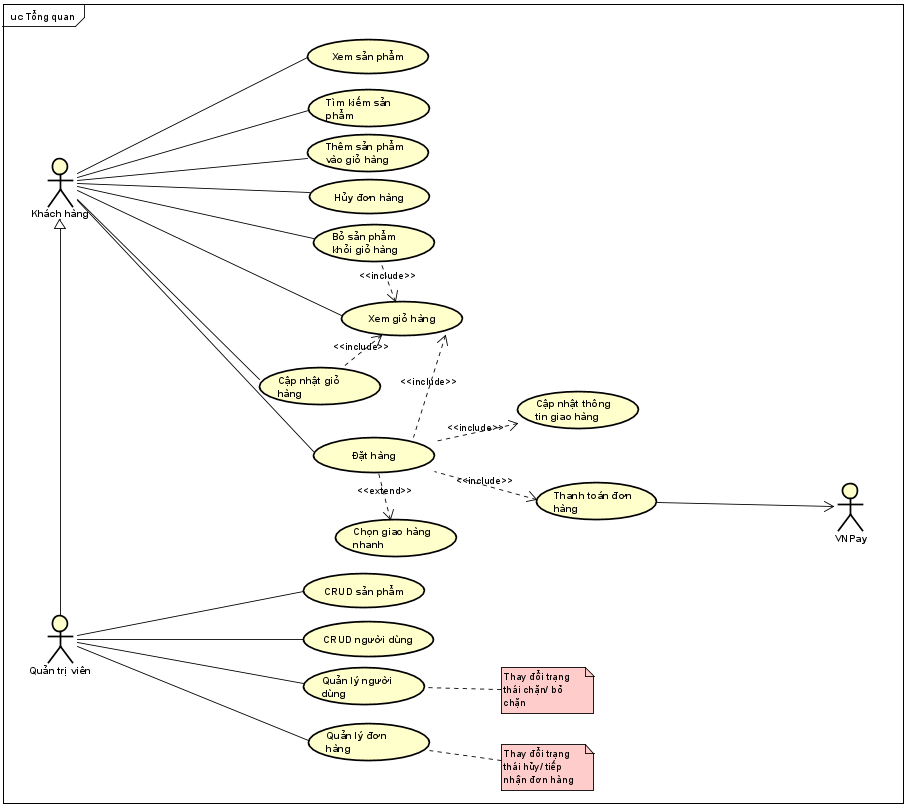 uc Tổng quan
Xem sản phẩm
Tìm kiếm sản
phẩm
Thêm sản phẩm
vào giỏ hàng
Khách hàng
Hủy đơn hàng
Bỏ sản phẩm
khỏi giỏ hàng
<<include>>
Xem giỏ hàng
<<include>>
Cập nhật giỏ
hàng
<<include>>
Cập nhật thông
tin giao hàng
<<include>>
Đặt hàng
<<include>>
<<extend>>
Thanh toán đơn
hàng
VNPay
Chọn giao hàng
nhanh
CRUD sản phẩm
CRUD người dùng
Quản trị viên
Quản lý người
dùng
Thay đổi trạng
thái chặn/ bỏ
chặn
Quản lý đơn
hàng
Thay đổi trạng
thái hủy/ tiếp
nhận đơn hàng